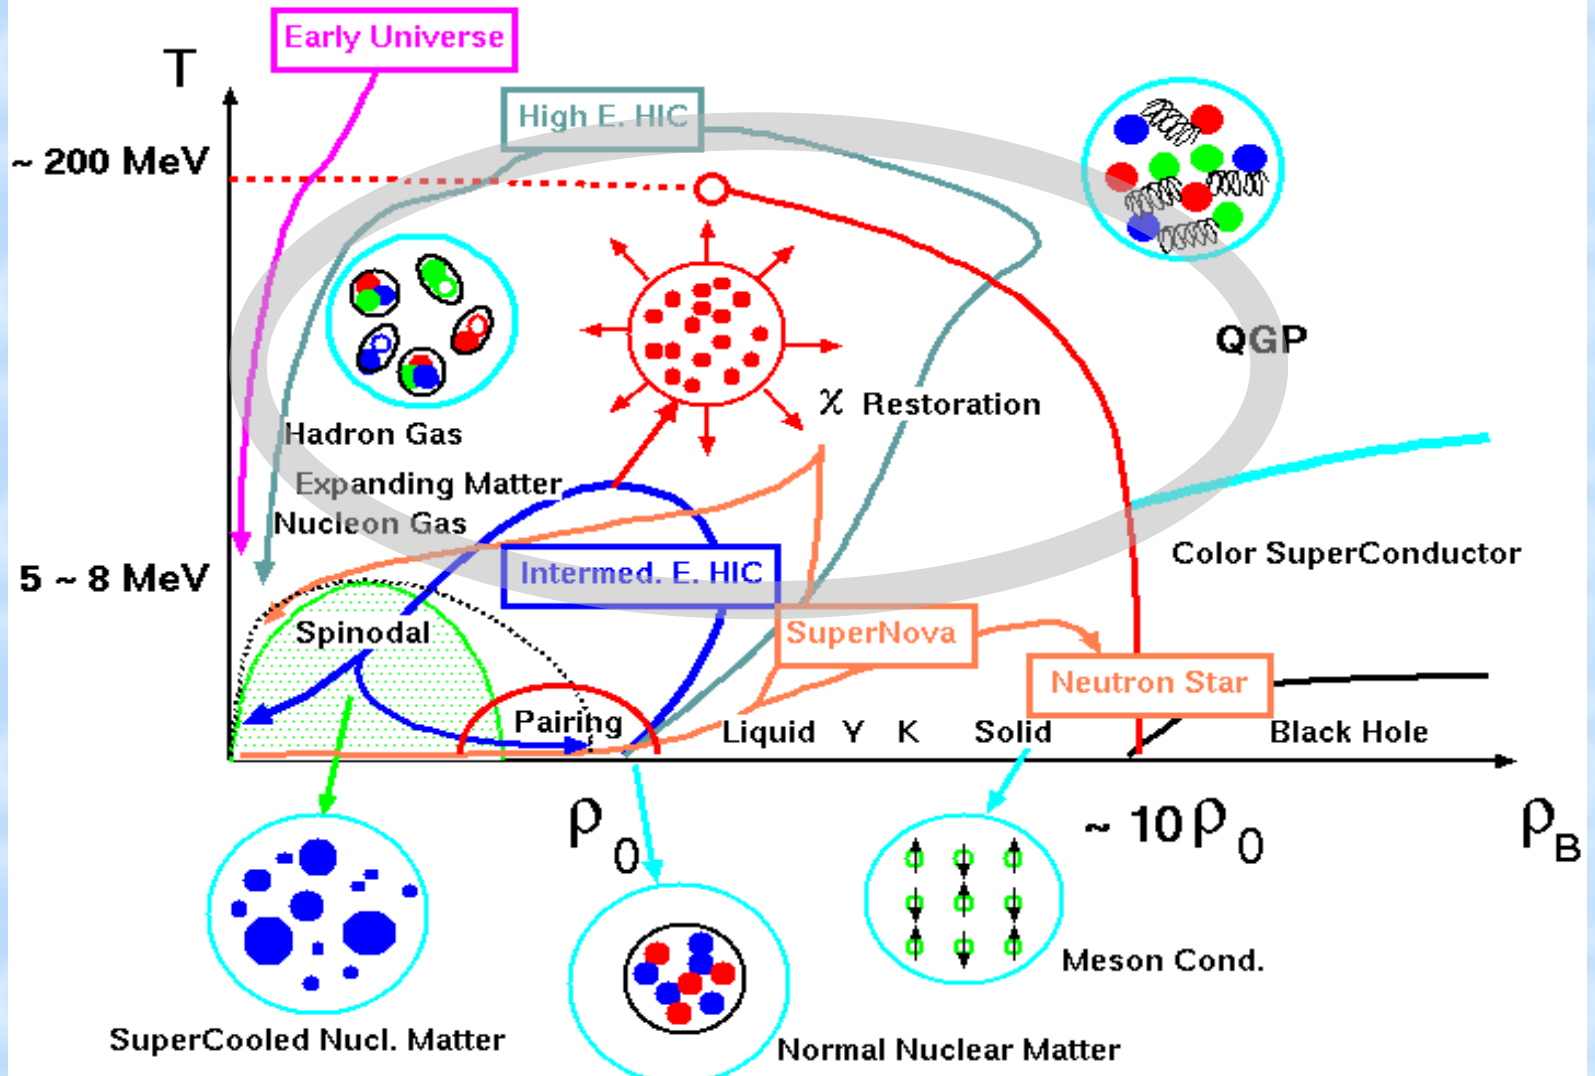 Early Universe
T
High E. HIC
~ 200 MeV
QGP
χ Restoration
Hadron Gas
Expanding Matter
Nucleon Gas
Color SuperConductor
5 ~ 8 MeV
Intermed. E. HIC
Spinodal
SuperNova
Neutron Star
Pairing
Liquid Y K Solid
Black Hole
ρ0
~ 10 ρ0
ρB
Meson Cond.
SuperCooled Nucl. Matter
Normal Nuclear Matter